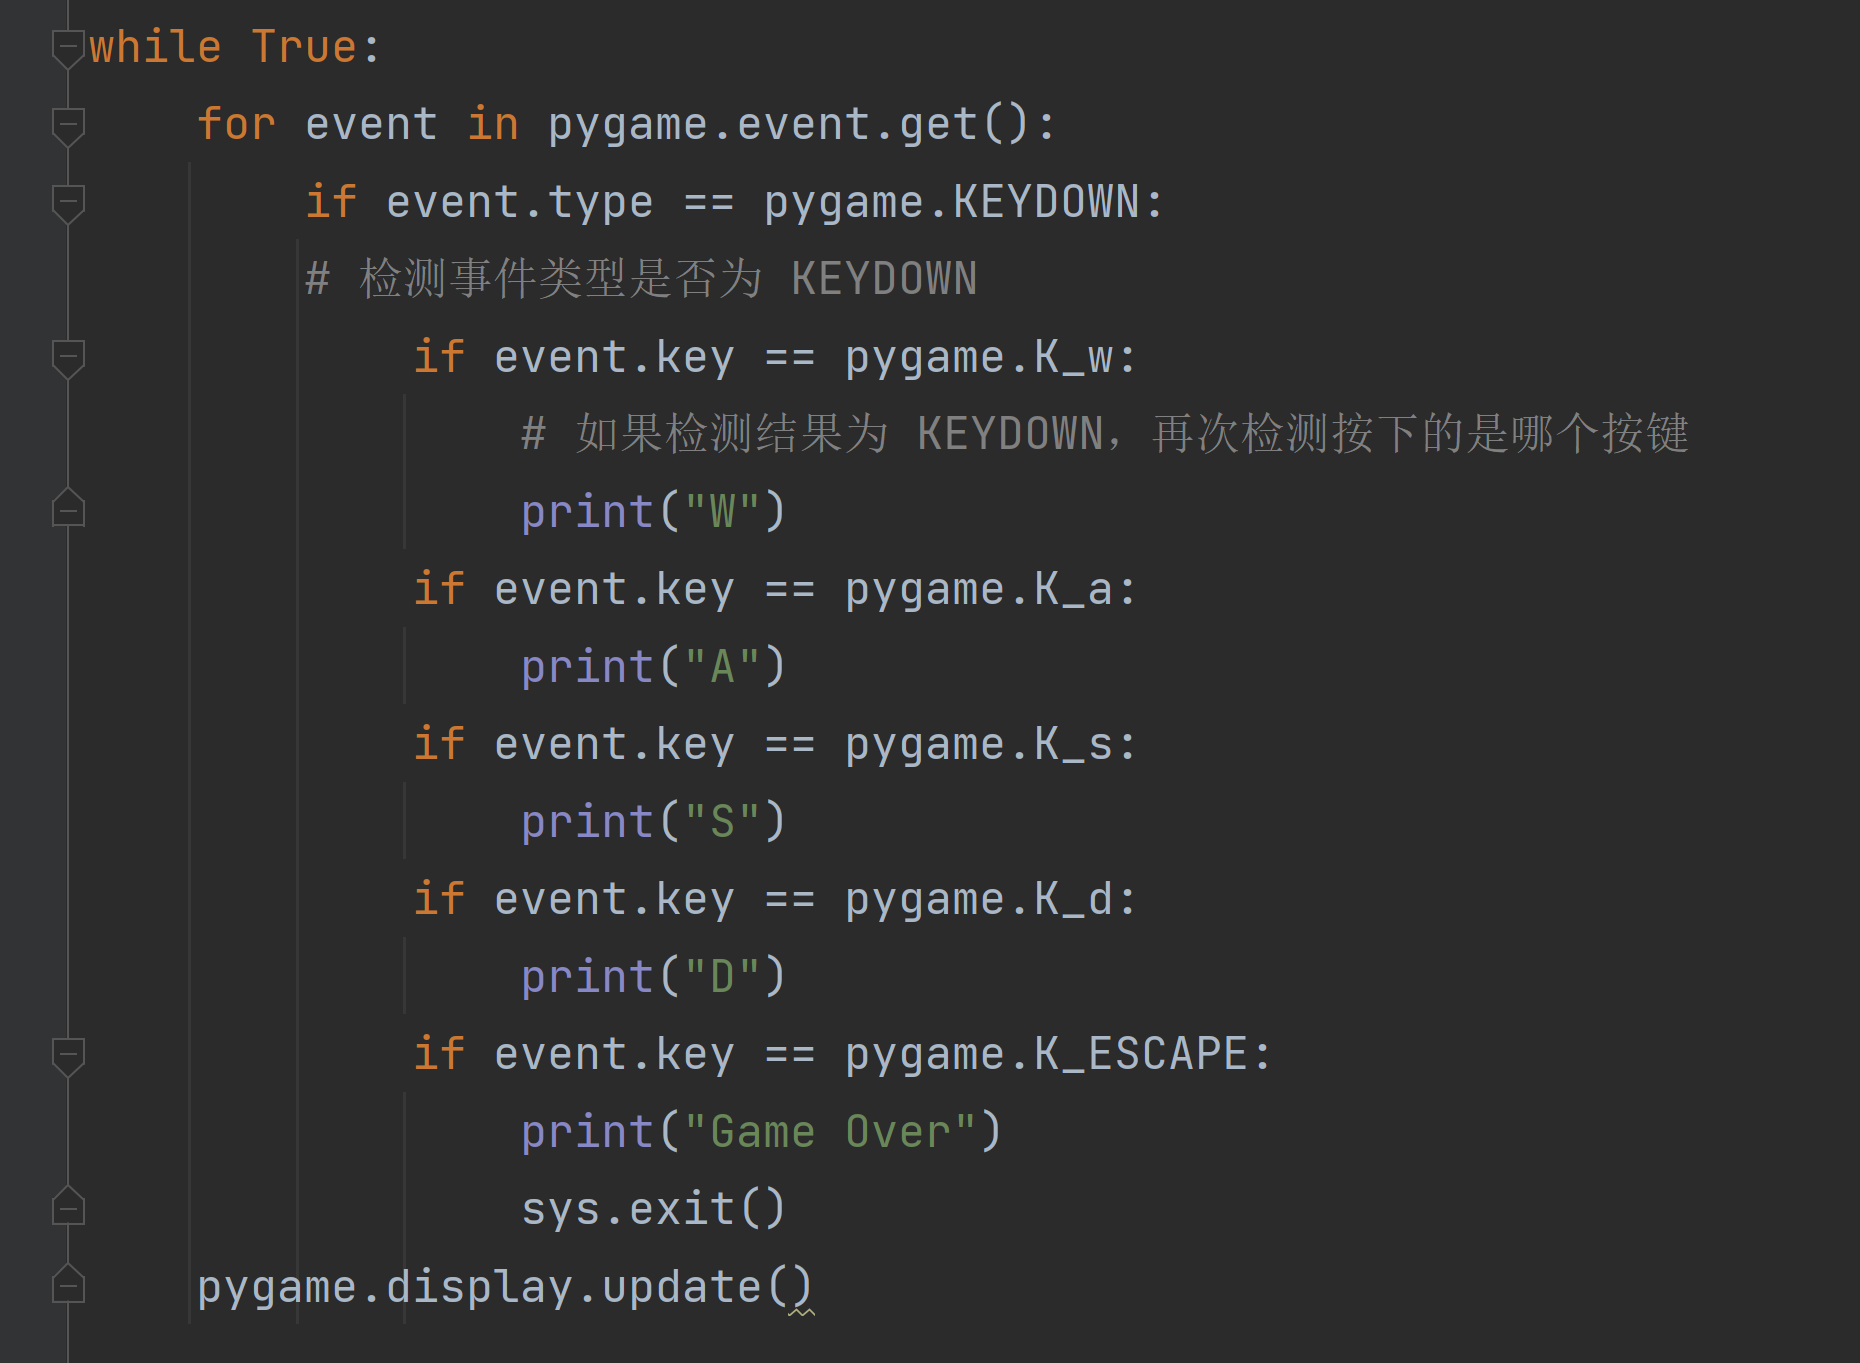 while True:
    for event in pygame.event.get():
        if event.type == pygame.KEYDOWN:
        # 检测事件类型是否为 KEYDOWN
            if event.key == pygame.K_w:
                # 如果检测结果为 KEYDOWN，再次检测按下的是哪个按键
                print("W")
            if event.key == pygame.K_a:
                print("A")
            if event.key == pygame.K_s:
                print("S")
            if event.key == pygame.K_d:
                print("D")
            if event.key == pygame.K_ESCAPE:
                print("Game Over")
                sys.exit()
    pygame.display.update()